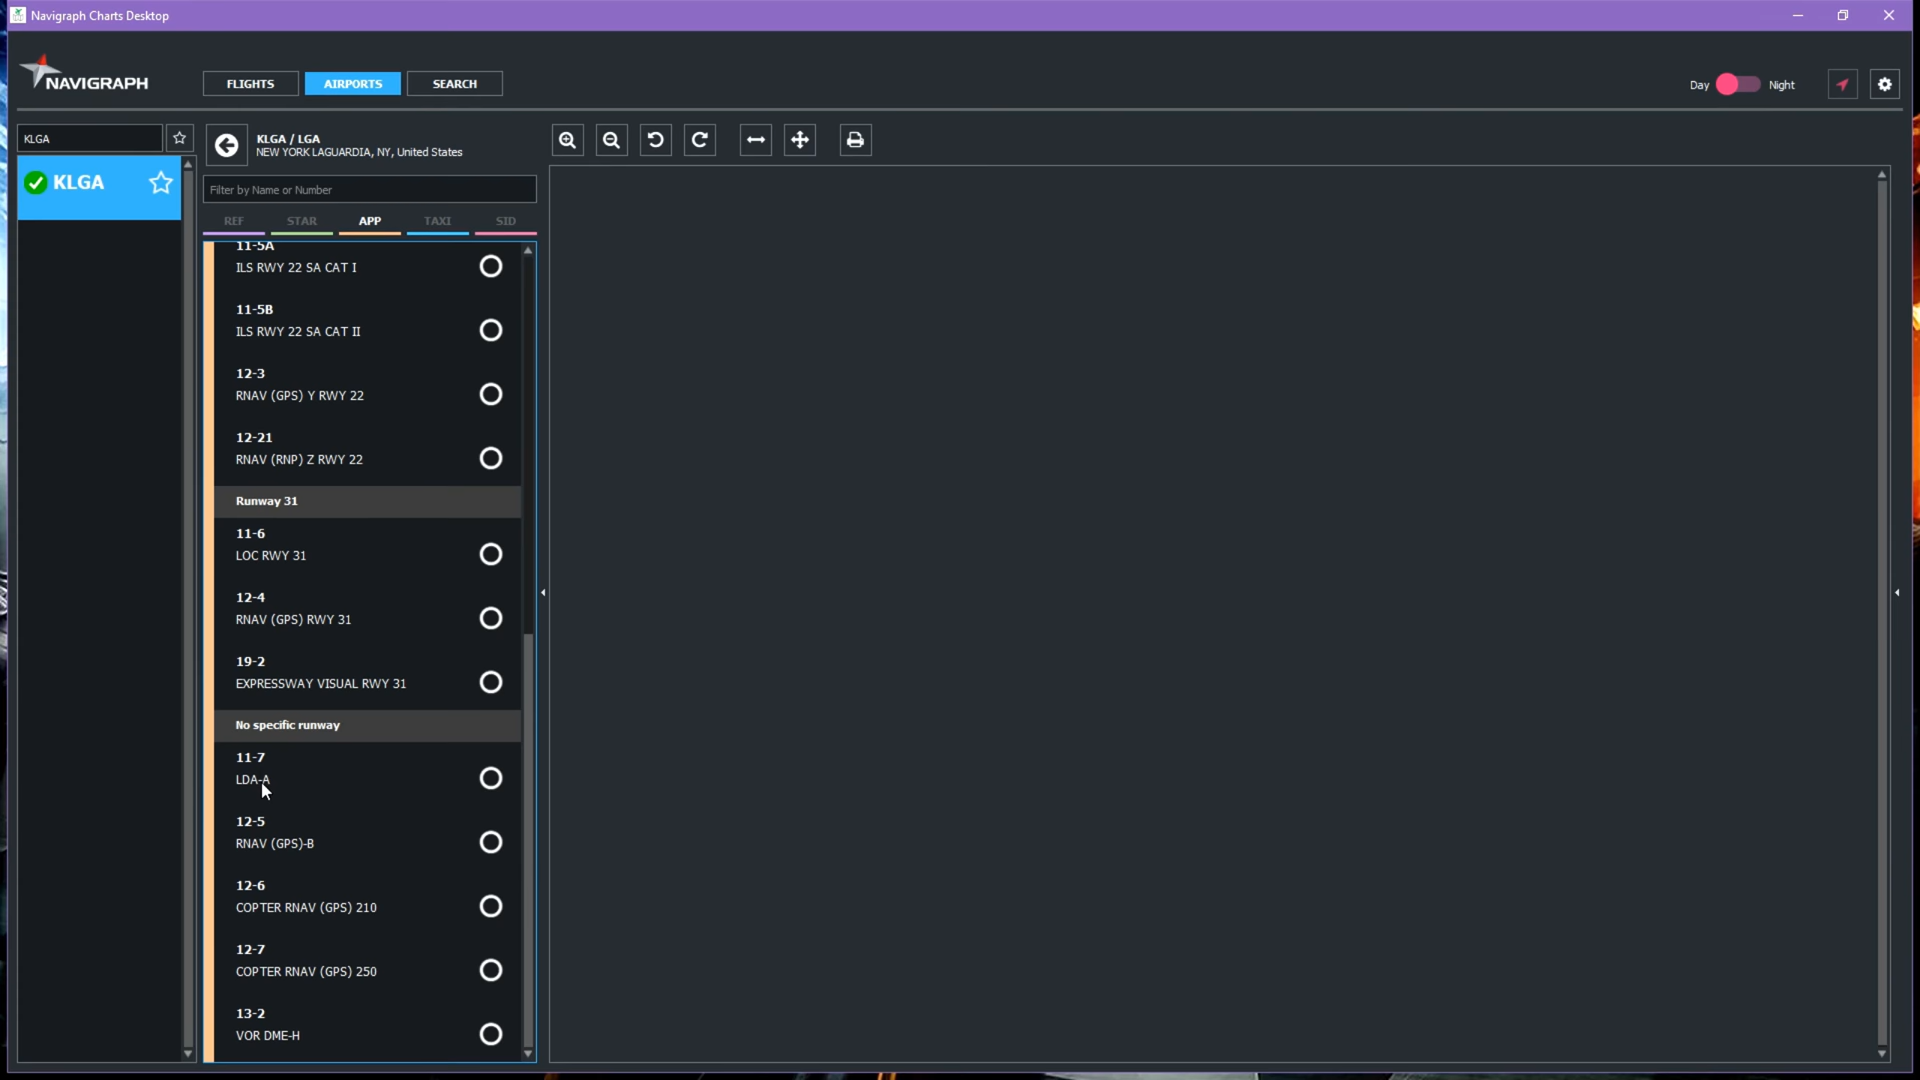 Navigraph Charts Desktop
NAVIGRAPH
FLIGHTS
AIRPORTS
SEARCH
Day
Night
KLGA
KLGA / LGA
NEW YORK LAGUARDIA, NY, United States
KLGA
Filter by Name or Number
REF
STAR
APP
TAXI
SID
11-5A
ILS RWY 22 SA CAT I
11-5B
ILS RWY 22 SA CAT II
12-3
RNAV (GPS) Y RWY 22
12-21
RNAV (RNP) Z RWY 22
Runway 31
11-6
LOC RWY 31
12-4
RNAV (GPS) RWY 31
19-2
EXPRESSWAY VISUAL RWY 31
No specific runway
11-7
LDA-A
12-5
RNAV (GPS)-B
12-6
COPTER RNAV (GPS) 210
12-7
COPTER RNAV (GPS) 250
13-2
VOR DME-H